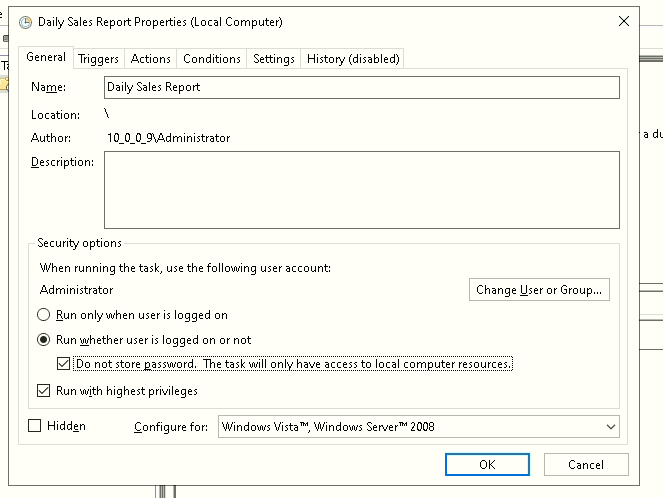 Daily Sales Report Properties (Local Computer)
General Triggers Actions Conditions Settings History (disabled)
Name: Daily Sales Report
Location: \
Author: 10_0_0_9\Administrator
Description:
Security options
When running the task, use the following user account:
Administrator
Change User or Group...
Run only when user is logged on
Run whether user is logged on or not
Do not store password. The task will only have access to local computer resources.
Run with highest privileges
Hidden Configure for: Windows Vista™, Windows Server™ 2008
OK Cancel